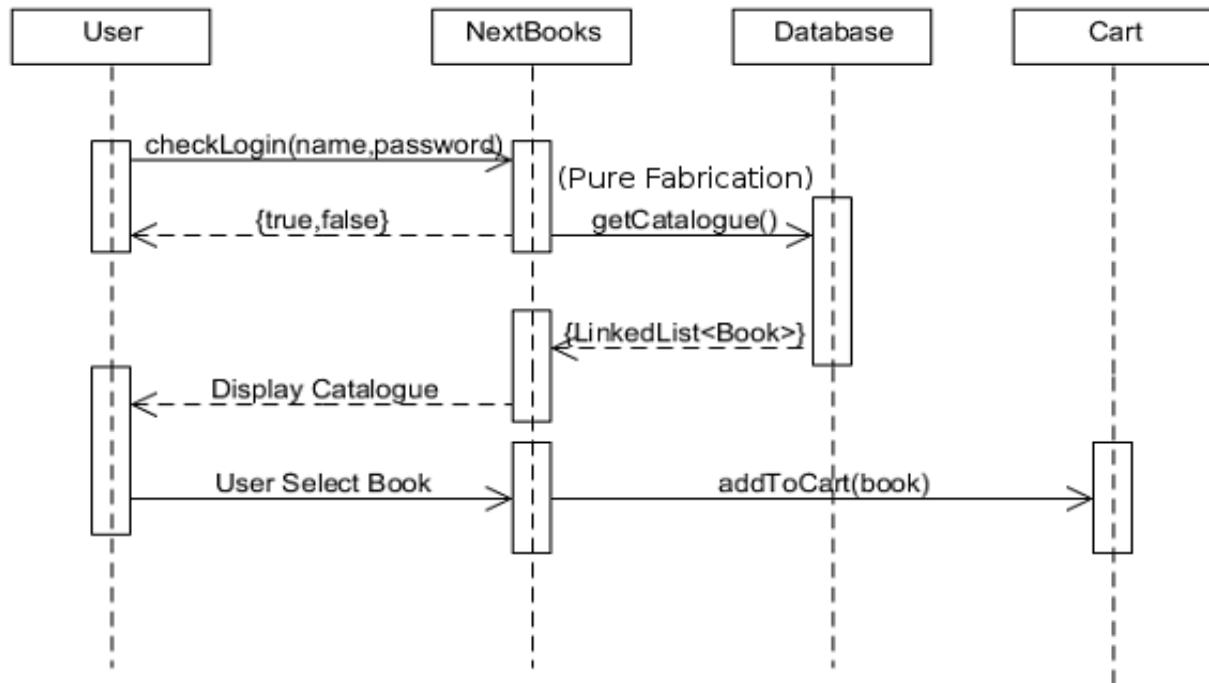 User
NextBooks
Database
Cart
checkLogin(name,password)
(Pure Fabrication)
{true,false}
getCatalogue()
{LinkedList<Book>}
Display Catalogue
User Select Book
addToCart(book)